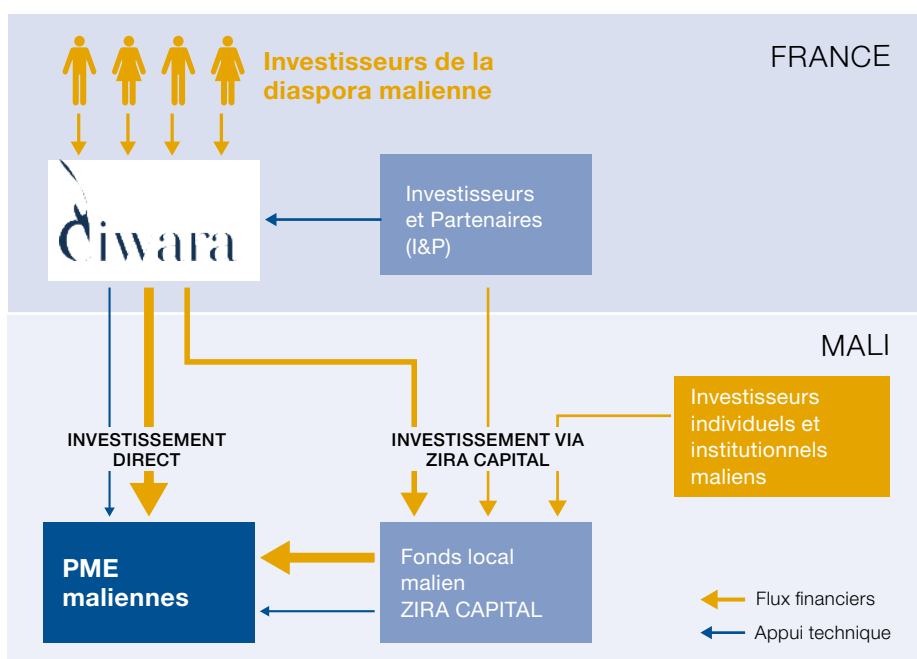 FRANCE
Investisseurs de la
diaspora malienne
Ciwara
Investisseurs
et Partenaires
(I&P)
MALI
Investisseurs
individuels et
institutionnels
maliens
INVESTISSEMENT
DIRECT
INVESTISSEMENT VIA
ZIRA CAPITAL
PME
maliennes
Fonds local
malien
ZIRA CAPITAL
Flux financiers
Appui technique